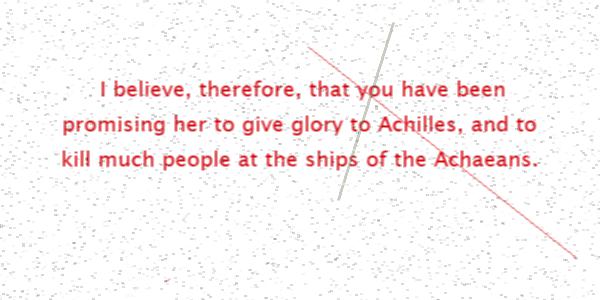 I believe, therefore, that you have been
promising her to give glory to Achilles, and to
kill much people at the ships of the Achaeans.